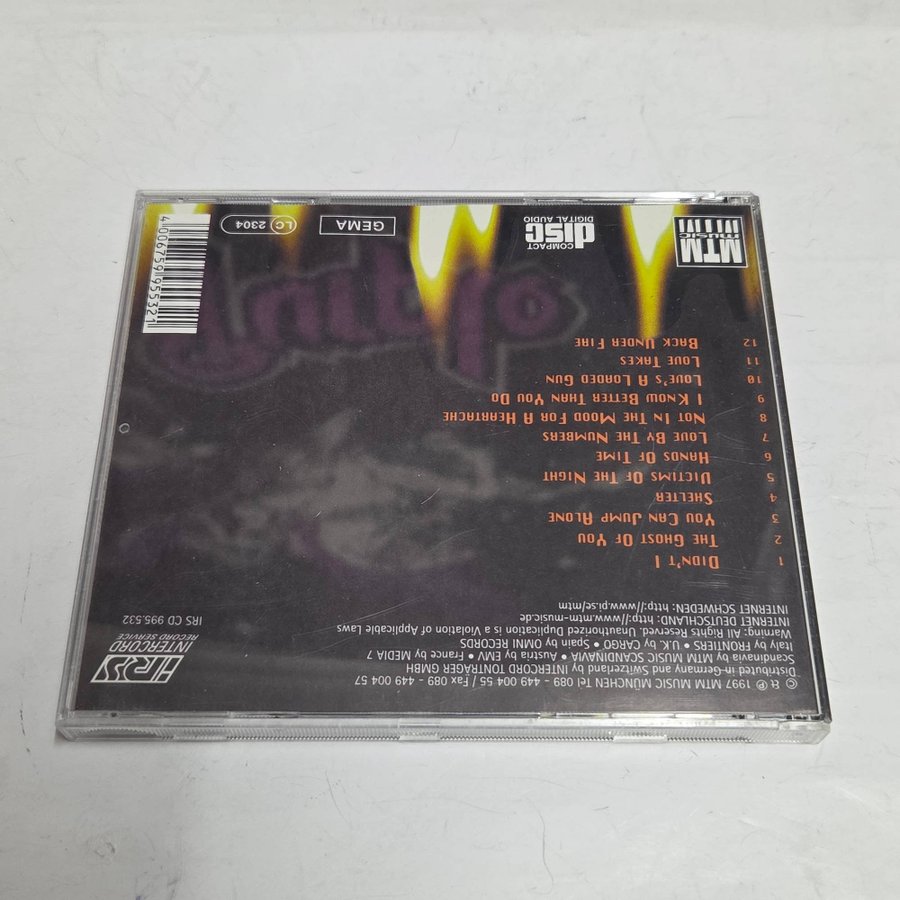 © & ℗ 1997 MTM MUSIC MÜNCHEN Tel 089 - 449 004 55 / Fax 089 - 449 004 57
Distributed in Germany and Switzerland by INTERCORD TONTRÄGER GMBH
Scandinavia by MTM MUSIC SCANDINAVIA • Austria by EMV • France by MEDIA 7
Italy by FRONTIERS • U.K. by CARGO • Spain by OMNI RECORDS
Warning: All Rights Reserved. Unauthorized Duplication is a Violation of Applicable Laws
INTERNET DEUTSCHLAND: http://www.mtm-music.de
INTERNET SCHWEDEN: http://www.pi.se/mtm
IRS
INTERCORD
RECORD SERVICE
IRS CD 995.532
1 DIDN'T I
2 THE GHOST OF YOU
3 YOU CAN JUMP ALONE
4 SHELTER
5 VICTIMS OF THE NIGHT
6 HANDS OF TIME
7 LOVE BY THE NUMBERS
8 NOT IN THE MOOD FOR A HEARTACHE
9 I KNOW BETTER THAN YOU DO
10 LOVE'S A LOADED GUN
11 LOVE TAKES
12 BACK UNDER FIRE
MTM
music
COMPACT
disc
DIGITAL AUDIO
GEMA
LC 2304
4 006759 955321